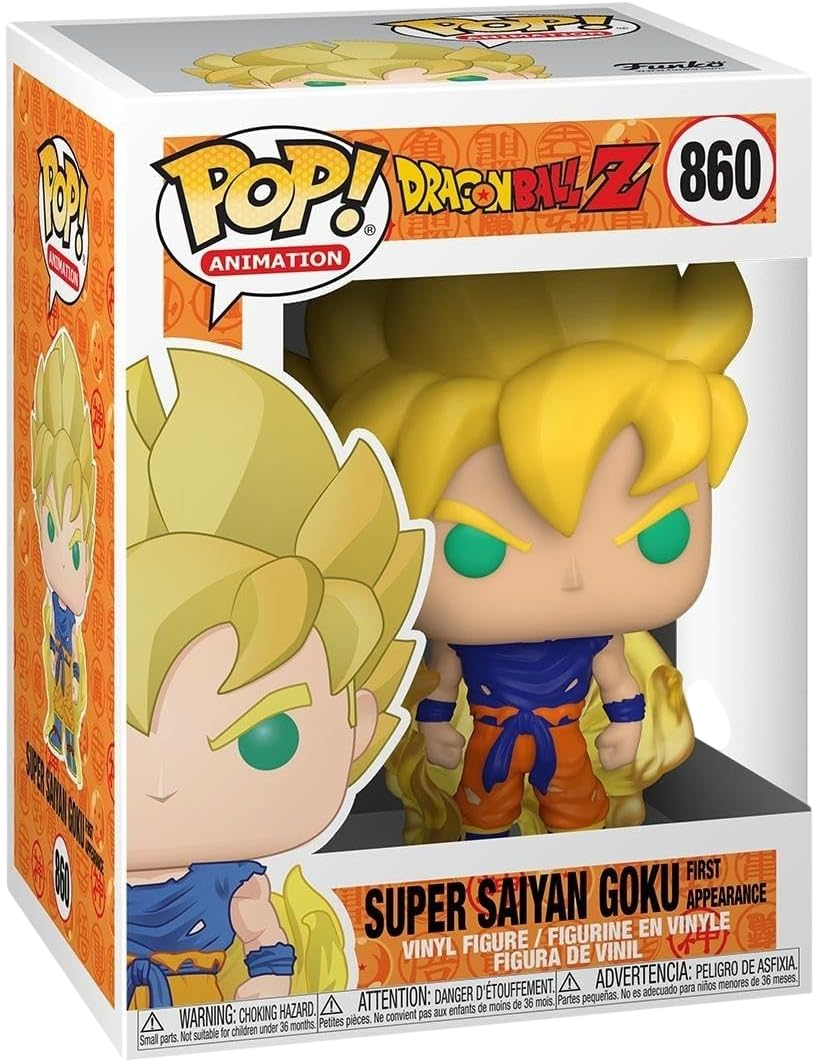 POP!
ANIMATION
Funko
POP!
ANIMATION
SUPER SAIYAN GOKU FIRST APPEARANCE
860
POP!®
ANIMATION
DRAGON BALL Z
860
SUPER SAIYAN GOKU FIRST APPEARANCE
VINYL FIGURE / FIGURINE EN VINYLE
FIGURA DE VINIL
WARNING: CHOKING HAZARD.
Small parts. Not suitable for children under 36 months.
ATTENTION: DANGER D'ÉTOUFFEMENT.
Petites pièces. Ne convient pas aux enfants de moins de 36 mois.
ADVERTENCIA: PELIGRO DE ASFIXIA.
Partes pequeñas. No es adecuado para niños menores de 36 meses.